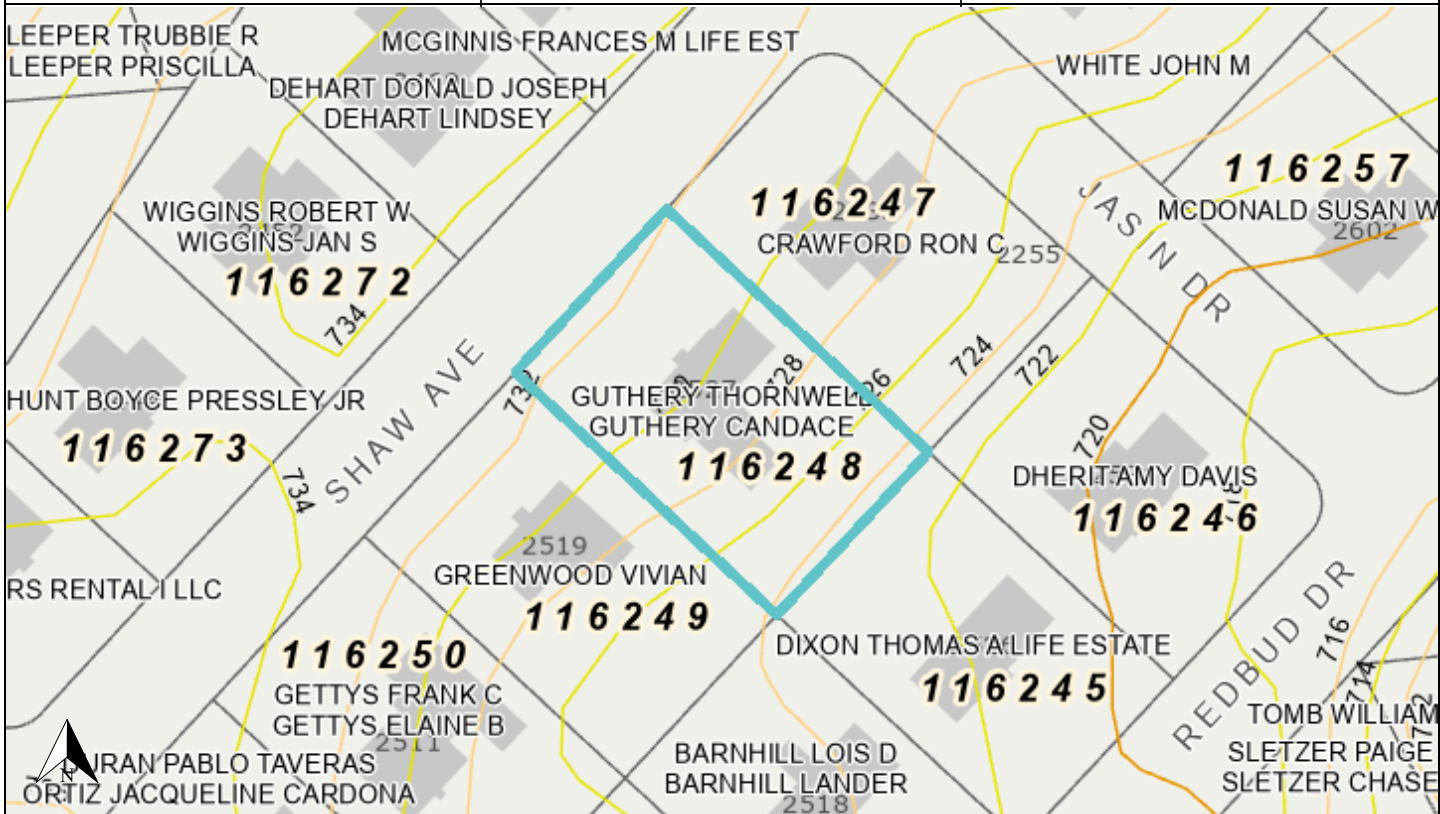 LEEPER TRUBBIE R
LEEPER PRISCILLA
MCGINNIS FRANCES M LIFE EST
DEHART DONALD JOSEPH
DEHART LINDSEY
WHITE JOHN M
116257
MCDONALD SUSAN W
2602
116247
CRAWFORD RON C
2255
JASON DR
WIGGINS ROBERT W
WIGGINS JAN S
116272
734
SHAW AVE
HUNT BOYCE PRESSLEY JR
116273
734
732
728
724
722
720
GUTHERY THORNWELL
GUTHERY CANDACE
116248
DHERIT AMY DAVIS
116246
2519
GREENWOOD VIVIAN
116249
RS RENTAL I LLC
116250
GETTYS FRANK C
GETTYS ELAINE B
2511
DIXON THOMAS A LIFE ESTATE
116245
REDBUD DR
716
714
712
TOMB WILLIAM
SLETZER PAIGE
SLETZER CHASE
BARNHILL LOIS D
BARNHILL LANDER
2518
URAN PABLO TAVERAS
ORTIZ JACQUELINE CARDONA
N